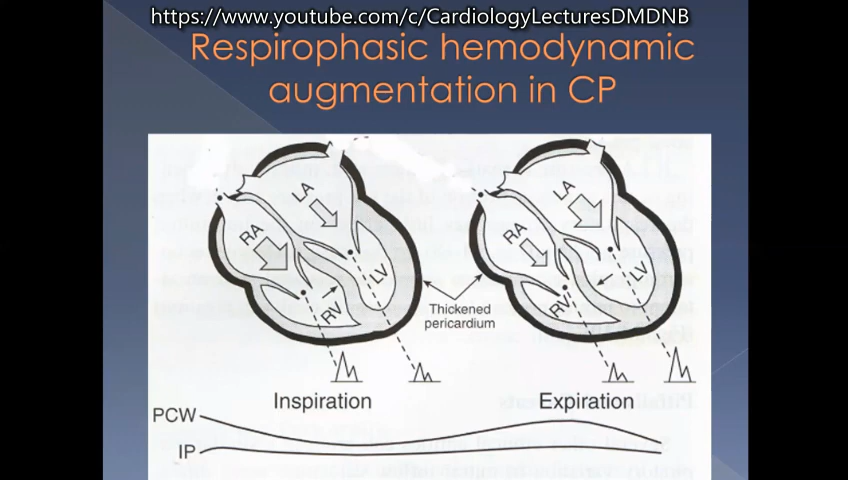 https://www.youtube.com/c/CardiologyLecturesDMDNB
Respirophasic hemodynamic
augmentation in CP
LA
RA
LV
RV
Thickened
pericardium
LA
RA
LV
RV
Inspiration
Expiration
PCW
IP